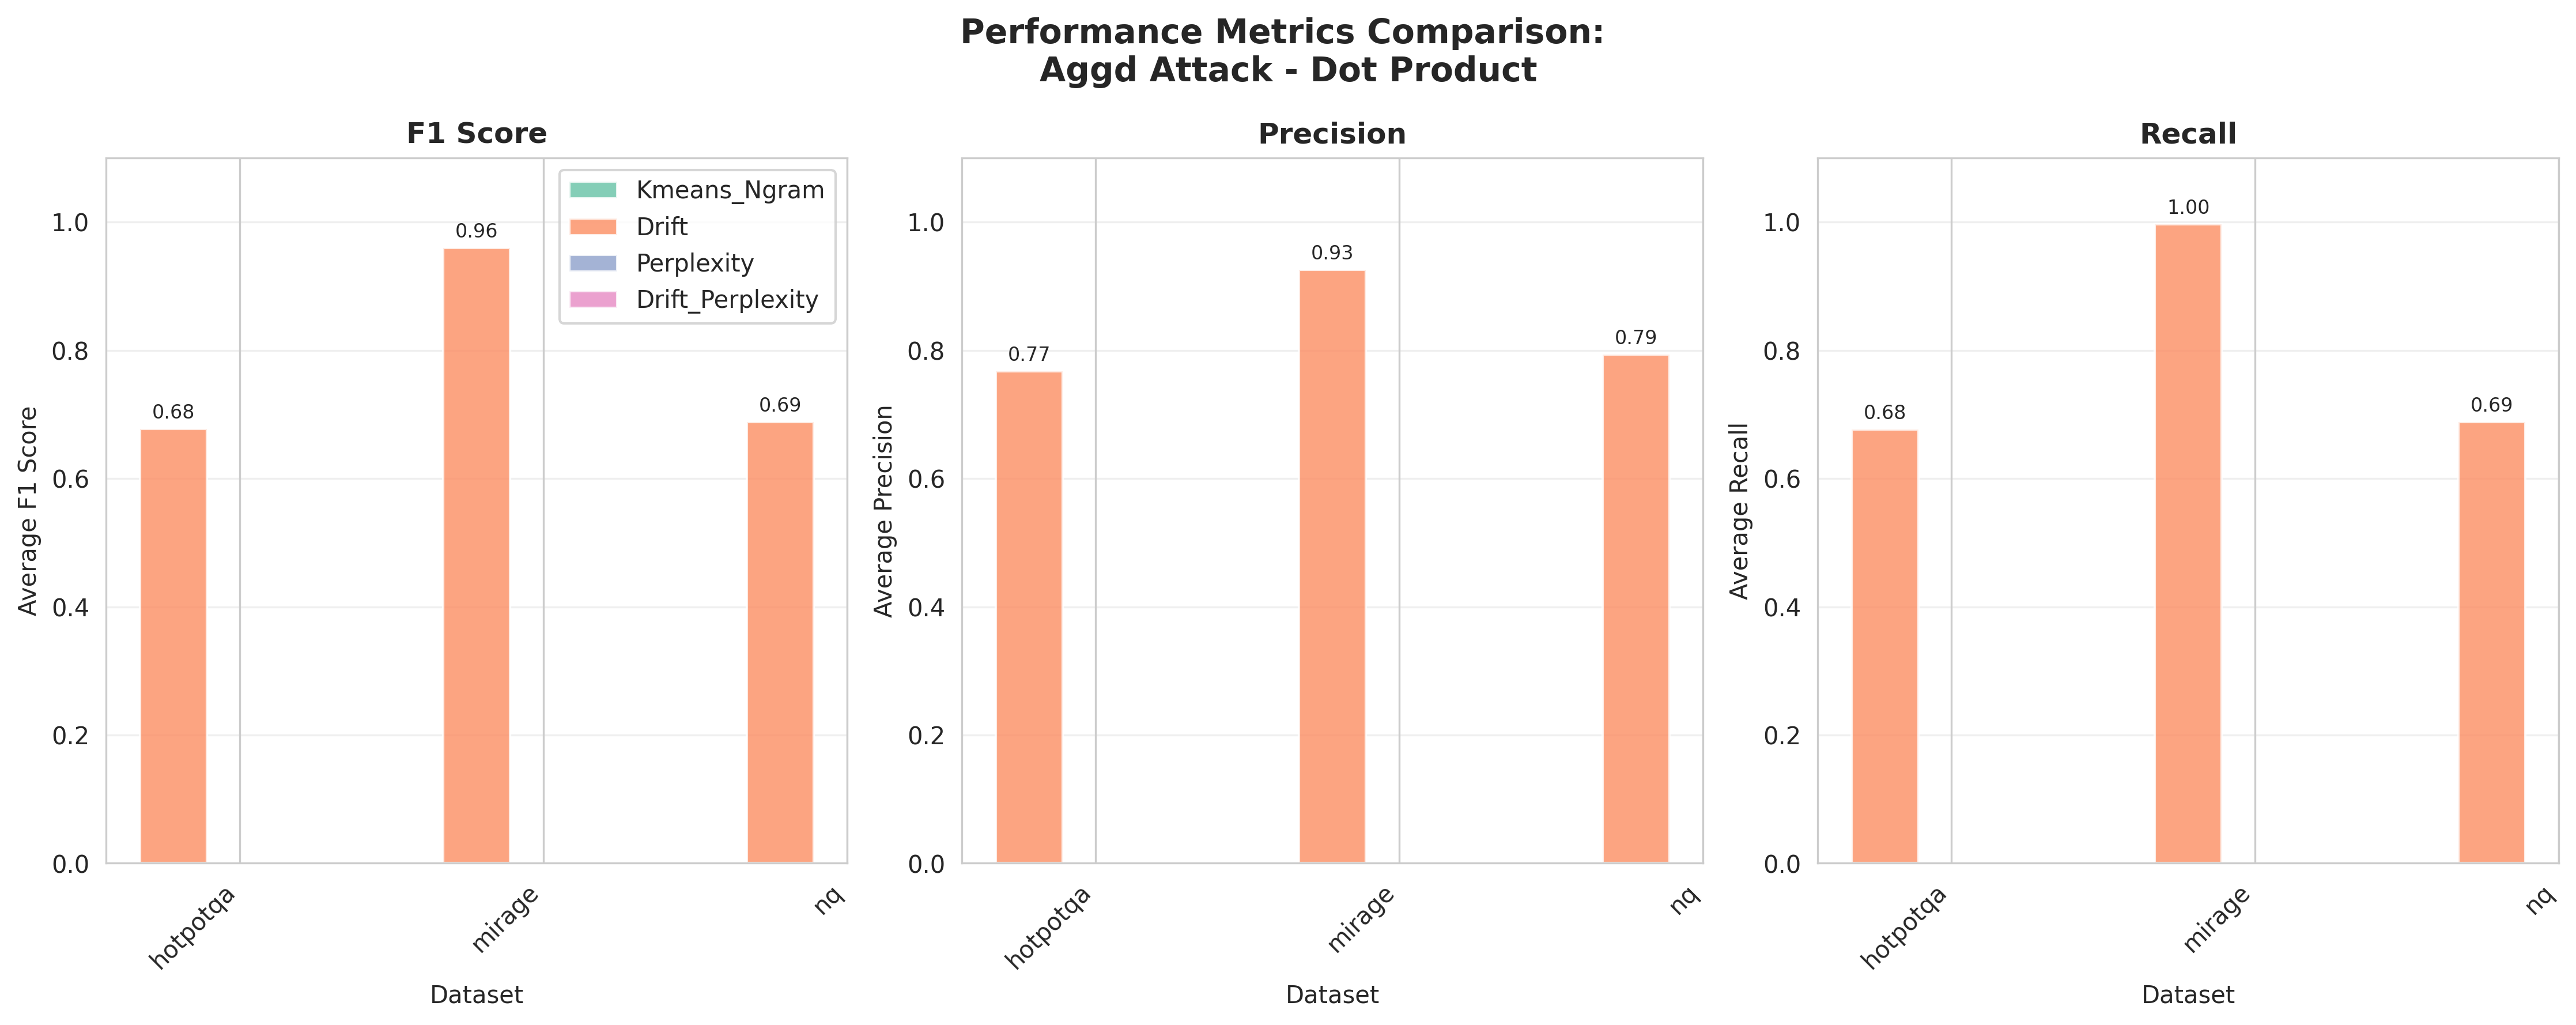 Performance Metrics Comparison:
Aggd Attack - Dot Product
F1 Score
Average F1 Score
1.0
0.8
0.6
0.4
0.2
0.0
0.68
0.96
0.69
Kmeans_Ngram
Drift
Perplexity
Drift_Perplexity
hotpotqa
mirage
nq
Dataset
Precision
Average Precision
1.0
0.8
0.6
0.4
0.2
0.0
0.77
0.93
0.79
hotpotqa
mirage
nq
Dataset
Recall
Average Recall
1.0
0.8
0.6
0.4
0.2
0.0
0.68
1.00
0.69
hotpotqa
mirage
nq
Dataset